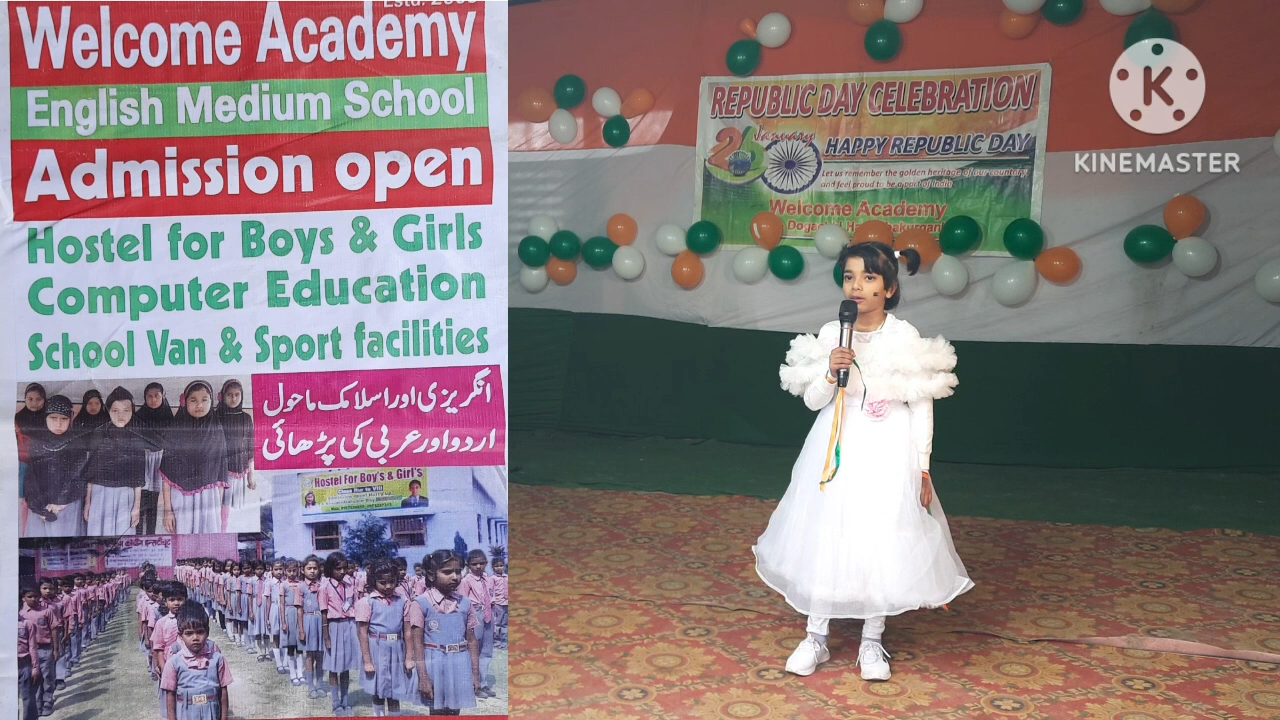 Estd.
Welcome Academy
English Medium School
Admission open
Hostel for Boys & Girls
Computer Education
School Van & Sport facilities
انگریزی اور اسلامک ماحول
اردو اور عربی کی پڑھائی
Hostel For Boy's & Girl's
REPUBLIC DAY CELEBRATION
26 January
HAPPY REPUBLIC DAY
Let us remember the golden heritage of our country
and feel proud to be a part of India
Welcome Academy
K
KINEMASTER